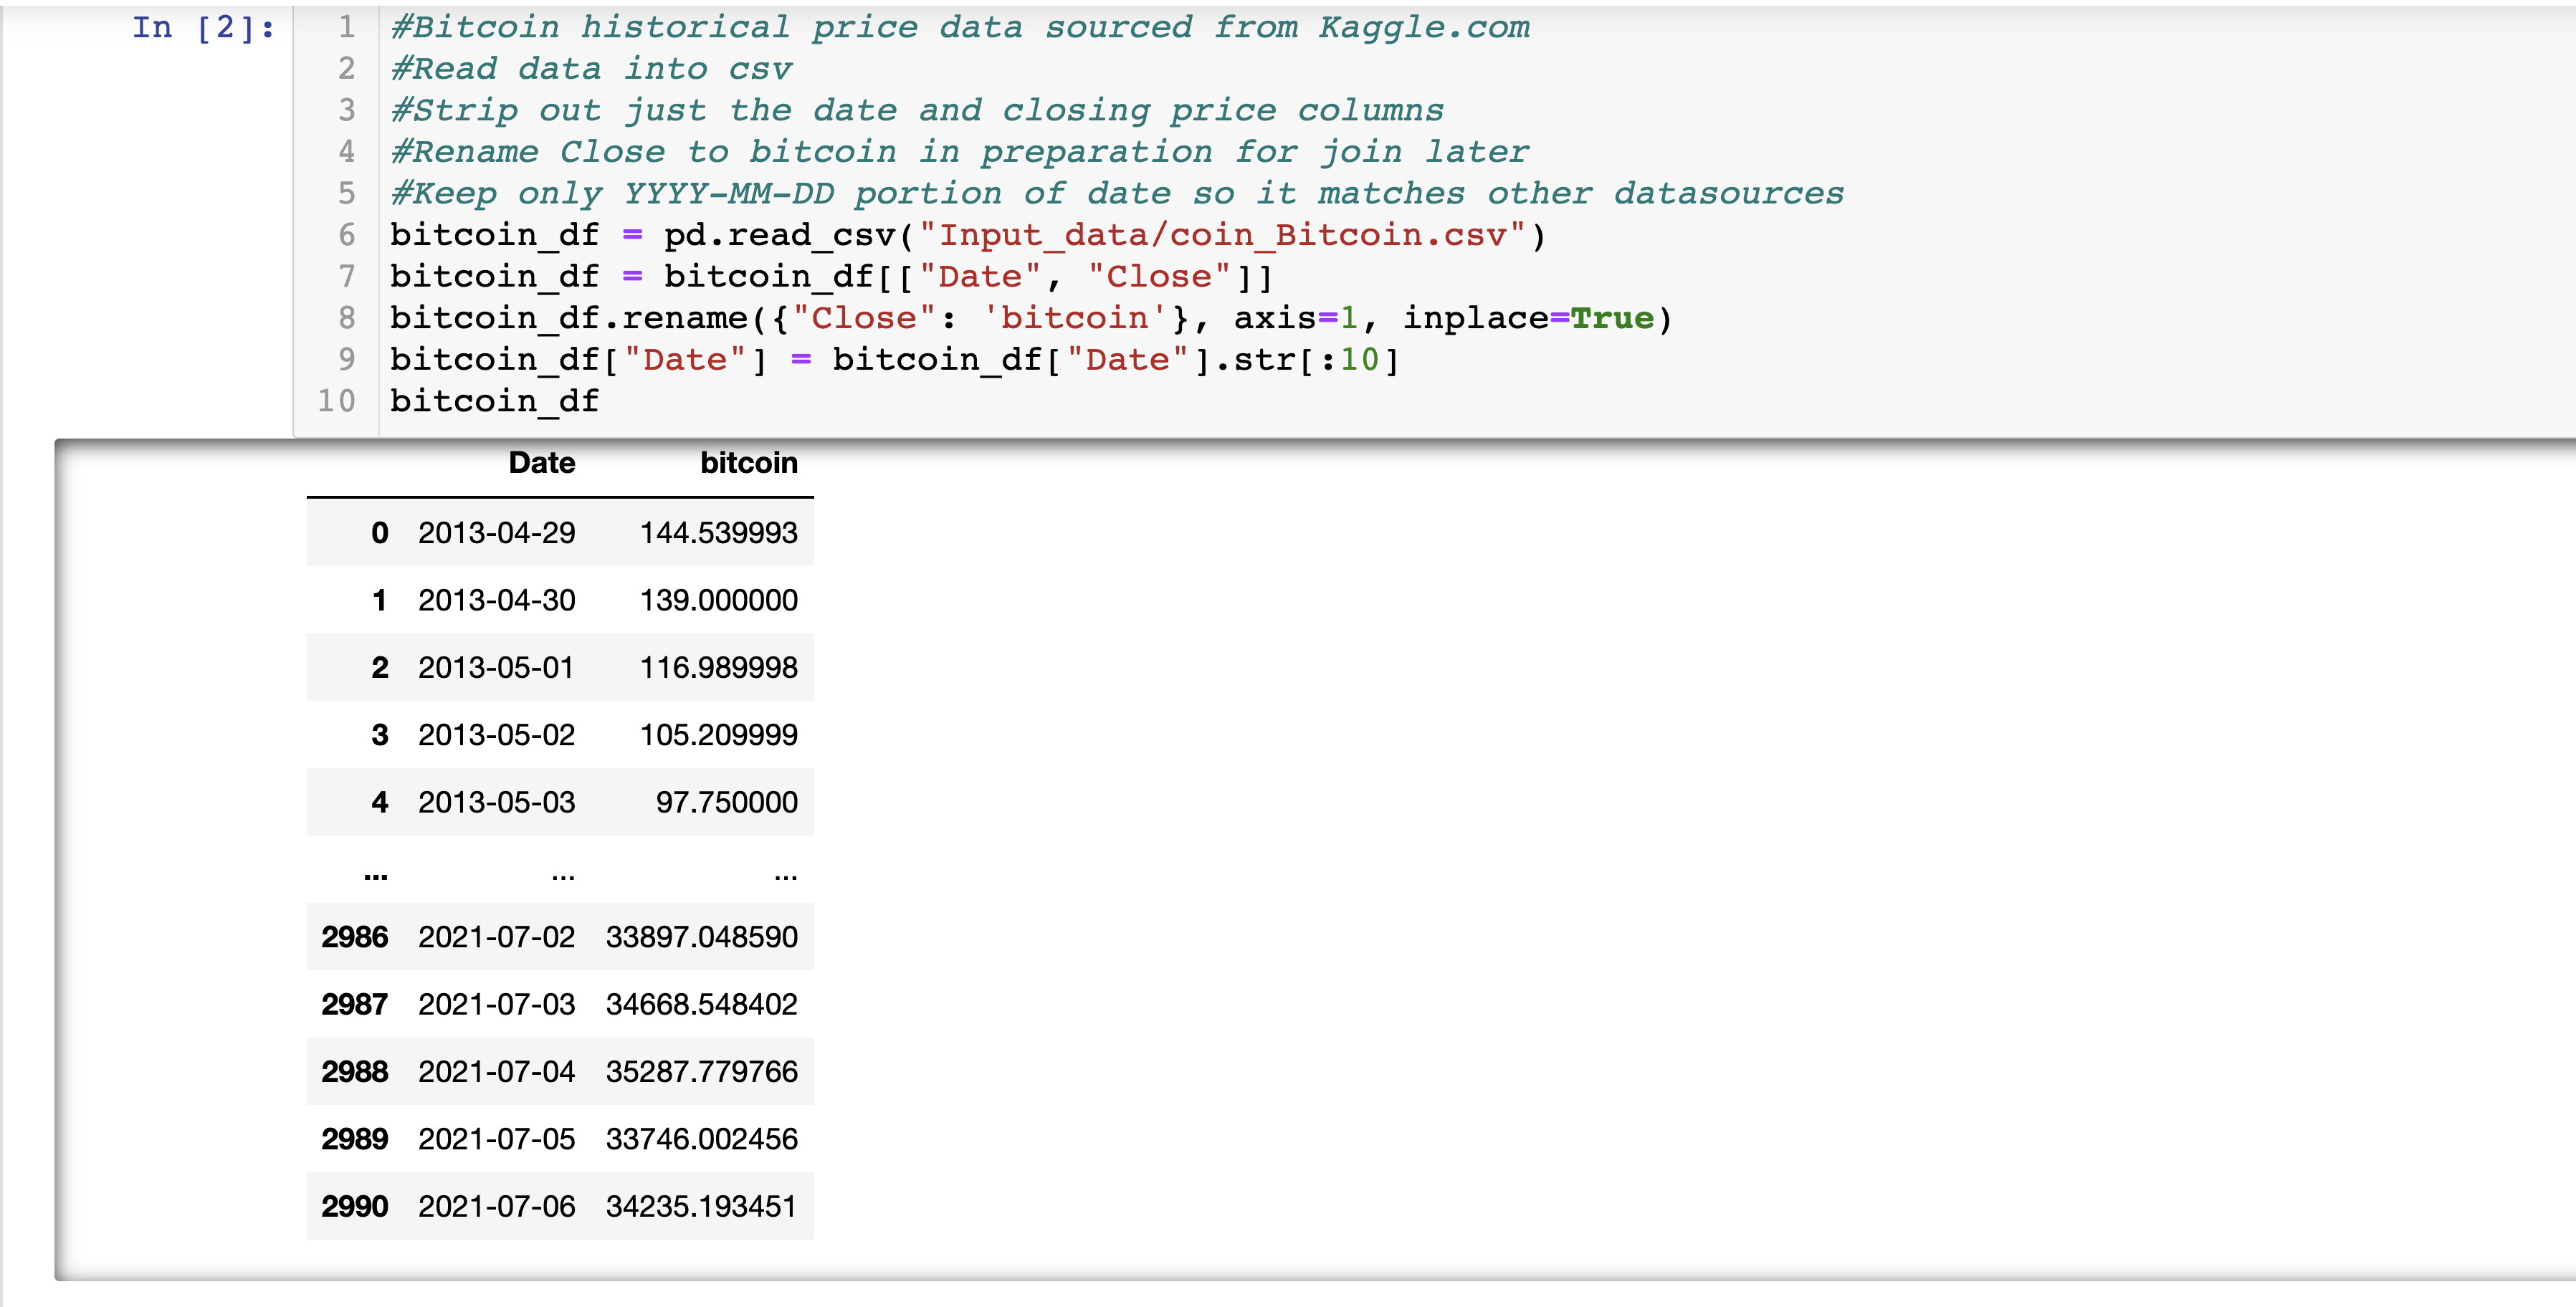 In [2]:
1 #Bitcoin historical price data sourced from Kaggle.com
2 #Read data into csv
3 #Strip out just the date and closing price columns
4 #Rename Close to bitcoin in preparation for join later
5 #Keep only YYYY-MM-DD portion of date so it matches other datasources
6 bitcoin_df = pd.read_csv("Input_data/coin_Bitcoin.csv")
7 bitcoin_df = bitcoin_df[["Date", "Close"]]
8 bitcoin_df.rename({"Close": 'bitcoin'}, axis=1, inplace=True)
9 bitcoin_df["Date"] = bitcoin_df["Date"].str[:10]
10 bitcoin_df
Date bitcoin
0 2013-04-29 144.539993
1 2013-04-30 139.000000
2 2013-05-01 116.989998
3 2013-05-02 105.209999
4 2013-05-03 97.750000
... ... ...
2986 2021-07-02 33897.048590
2987 2021-07-03 34668.548402
2988 2021-07-04 35287.779766
2989 2021-07-05 33746.002456
2990 2021-07-06 34235.193451